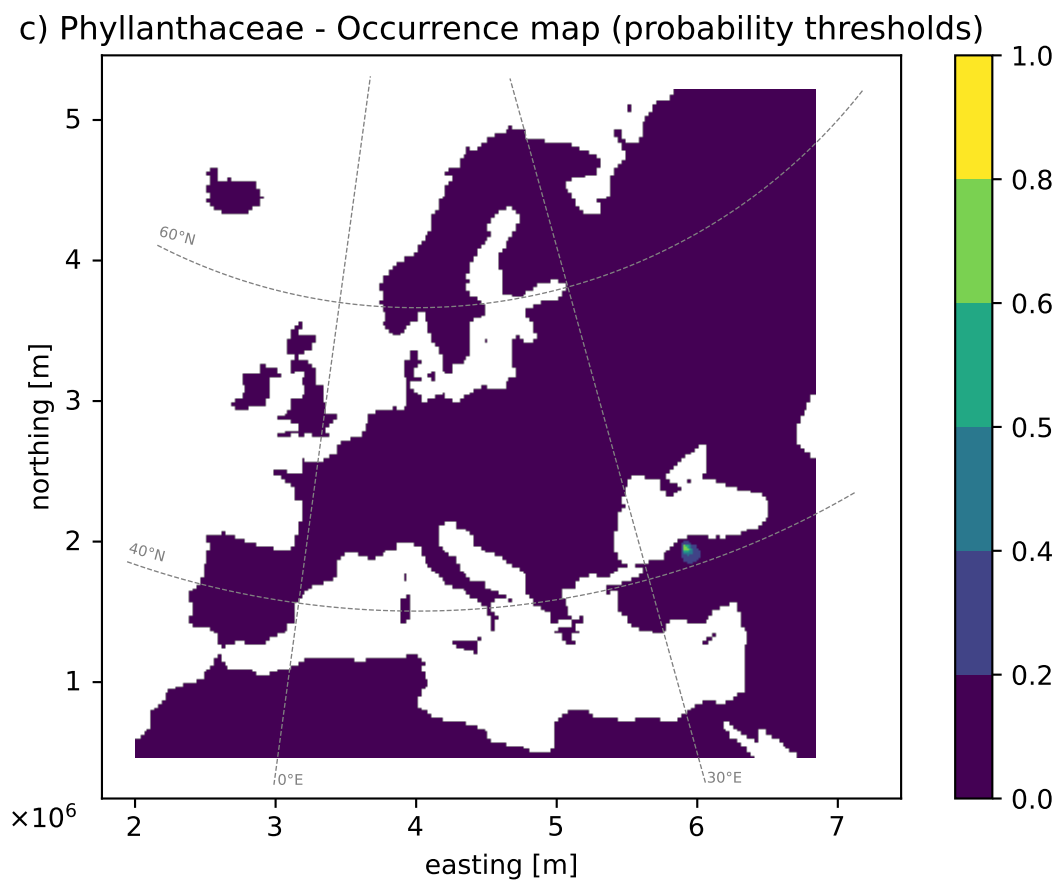 c) Phyllanthaceae - Occurrence map (probability thresholds)
northing [m]
5
4
3
2
1
60°N
40°N
0°E
30°E
×10⁶
2 3 4 5 6 7
easting [m]
1.0
0.8
0.6
0.5
0.4
0.2
0.0